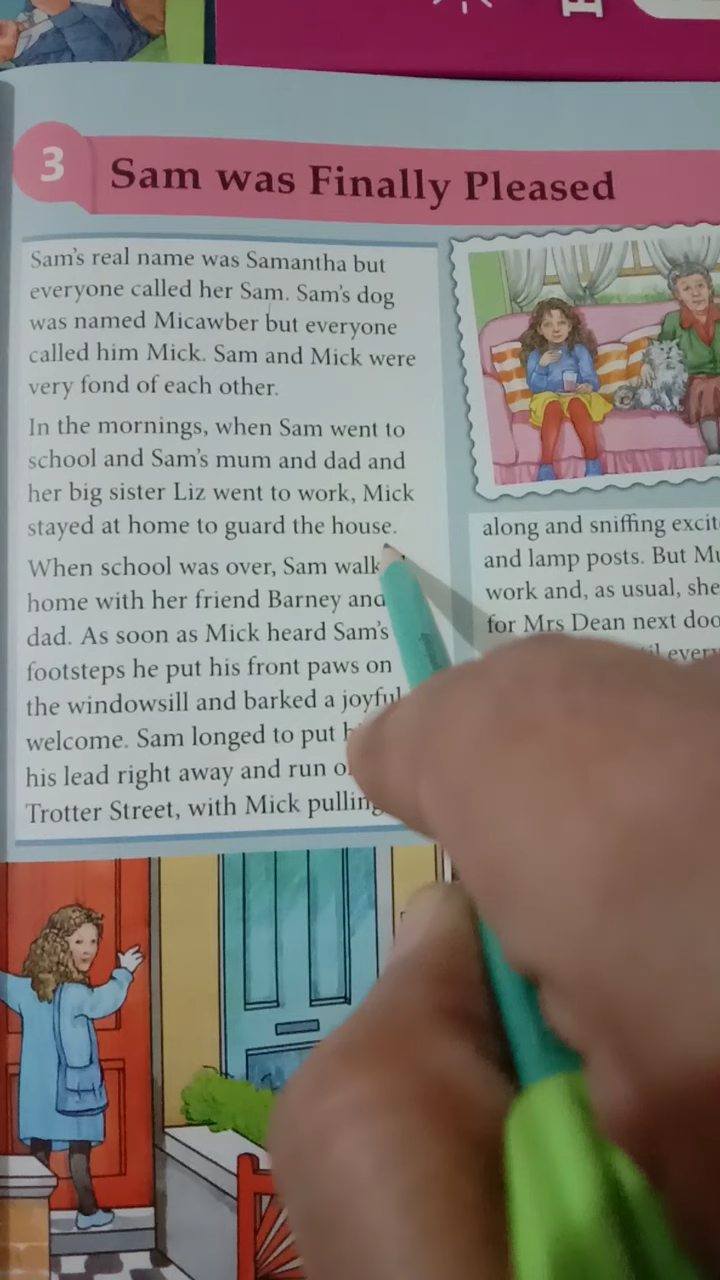 3
Sam was Finally Pleased
Sam's real name was Samantha but
everyone called her Sam. Sam's dog
was named Micawber but everyone
called him Mick. Sam and Mick were
very fond of each other.
In the mornings, when Sam went to
school and Sam's mum and dad and
her big sister Liz went to work, Mick
stayed at home to guard the house.
When school was over, Sam walk
home with her friend Barney and
dad. As soon as Mick heard Sam's
footsteps he put his front paws on
the windowsill and barked a joyful
welcome. Sam longed to put
his lead right away and run
Trotter Street, with Mick pulling
along and sniffing
and lamp posts. But
work and, as usual, she
for Mrs Dean next